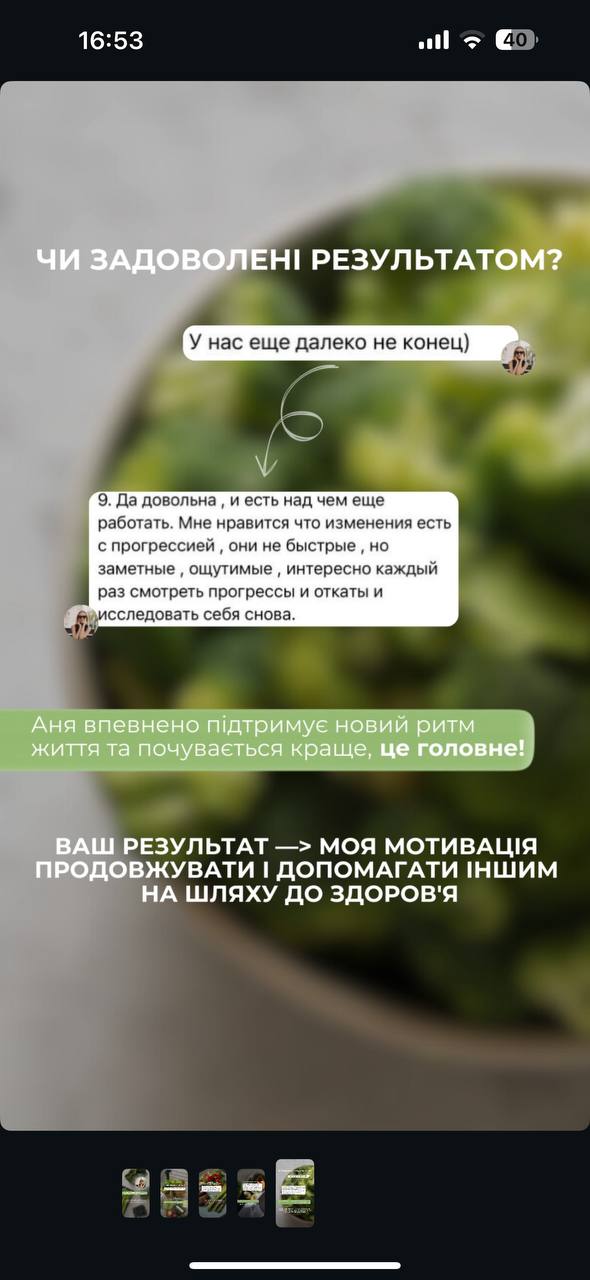 16:53
40
ЧИ ЗАДОВОЛЕНІ РЕЗУЛЬТАТОМ?
У нас еще далеко не конец)
9. Да довольна , и есть над чем еще
работать. Мне нравится что изменения есть
с прогрессией , они не быстрые , но
заметные , ощутимые , интересно каждый
раз смотреть прогрессы и откаты и
исследовать себя снова.
Аня впевнено підтримує новий ритм
життя та почувається краще, це головне!
ВАШ РЕЗУЛЬТАТ —> МОЯ МОТИВАЦІЯ
ПРОДОВЖУВАТИ І ДОПОМАГАТИ ІНШИМ
НА ШЛЯХУ ДО ЗДОРОВ'Я